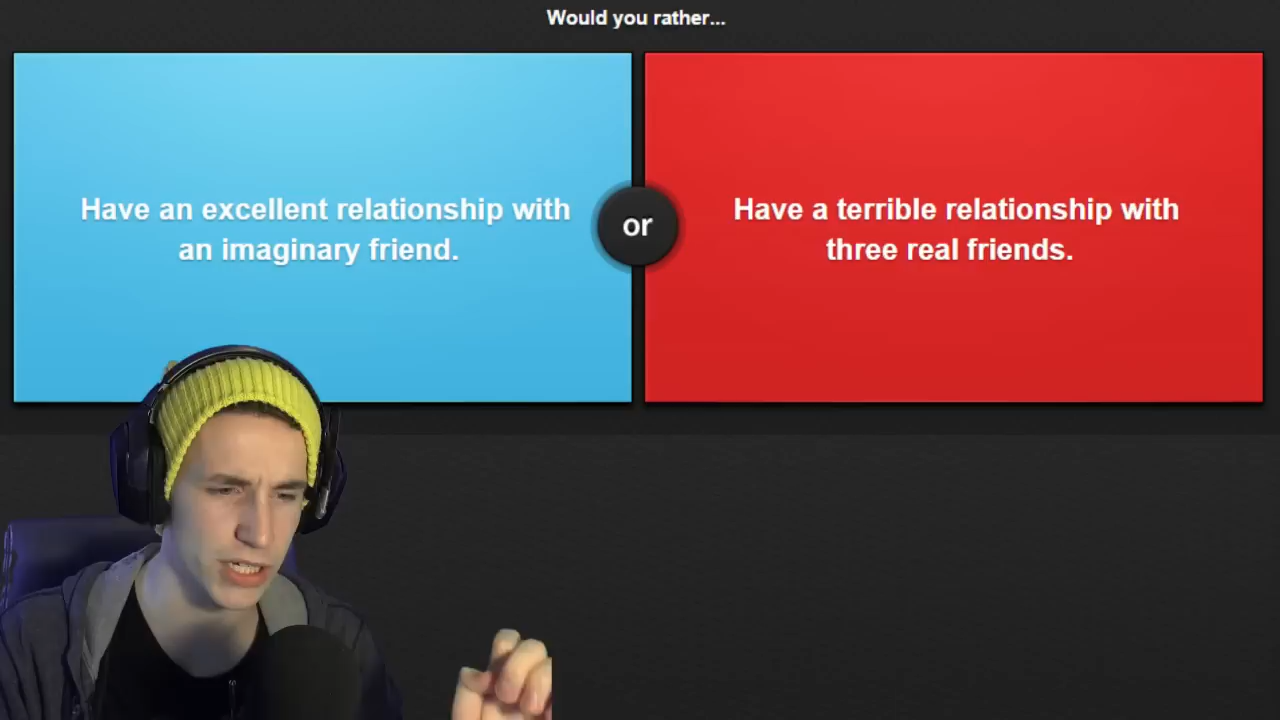 Would you rather...
Have an excellent relationship with
an imaginary friend.
or
Have a terrible relationship with
three real friends.